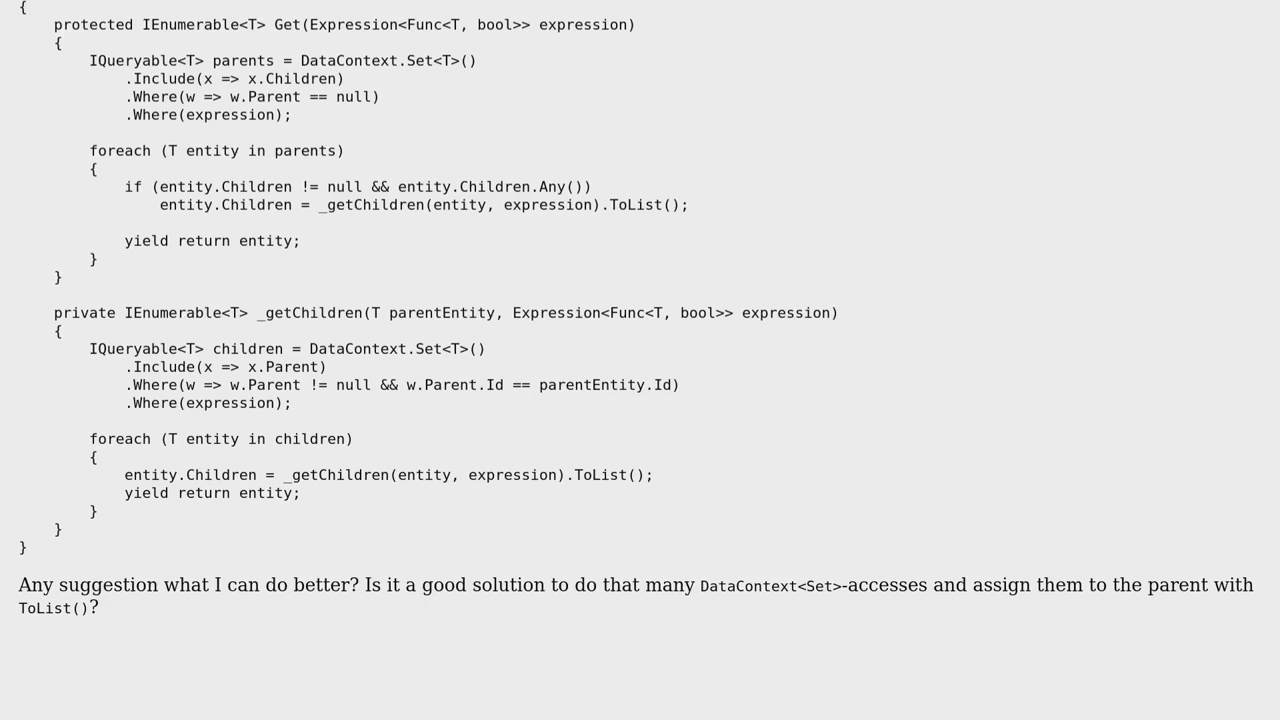 {
    protected IEnumerable<T> Get(Expression<Func<T, bool>> expression)
    {
        IQueryable<T> parents = DataContext.Set<T>()
            .Include(x => x.Children)
            .Where(w => w.Parent == null)
            .Where(expression);

        foreach (T entity in parents)
        {
            if (entity.Children != null && entity.Children.Any())
                entity.Children = _getChildren(entity, expression).ToList();

            yield return entity;
        }
    }

    private IEnumerable<T> _getChildren(T parentEntity, Expression<Func<T, bool>> expression)
    {
        IQueryable<T> children = DataContext.Set<T>()
            .Include(x => x.Parent)
            .Where(w => w.Parent != null && w.Parent.Id == parentEntity.Id)
            .Where(expression);

        foreach (T entity in children)
        {
            entity.Children = _getChildren(entity, expression).ToList();
            yield return entity;
        }
    }
}
Any suggestion what I can do better? Is it a good solution to do that many DataContext<Set>-accesses and assign them to the parent with
ToList()?